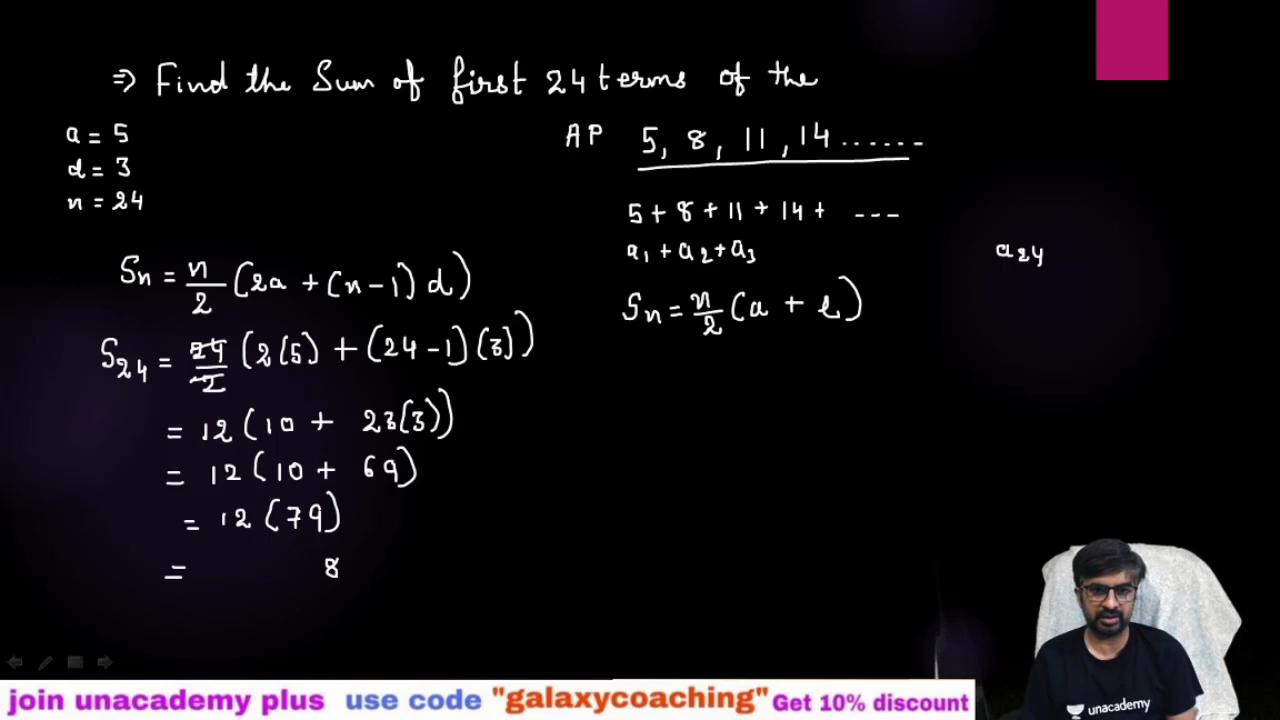 ⇒ Find the Sum of first 24 terms of the
AP 5, 8, 11, 14 ......
a = 5
d = 3
n = 24
5 + 8 + 11 + 14 + ---
a₁ + a₂ + a₃ a₂₄
Sn = n/2 (a + l)
Sn = n/2 (2a + (n - 1) d)
S₂₄ = 24/2 (2(5) + (24 - 1) (3))
= 12 (10 + 23(3))
= 12 (10 + 69)
= 12 (79)
= 8
unacademy
join unacademy plus use code "galaxycoaching" Get 10% discount